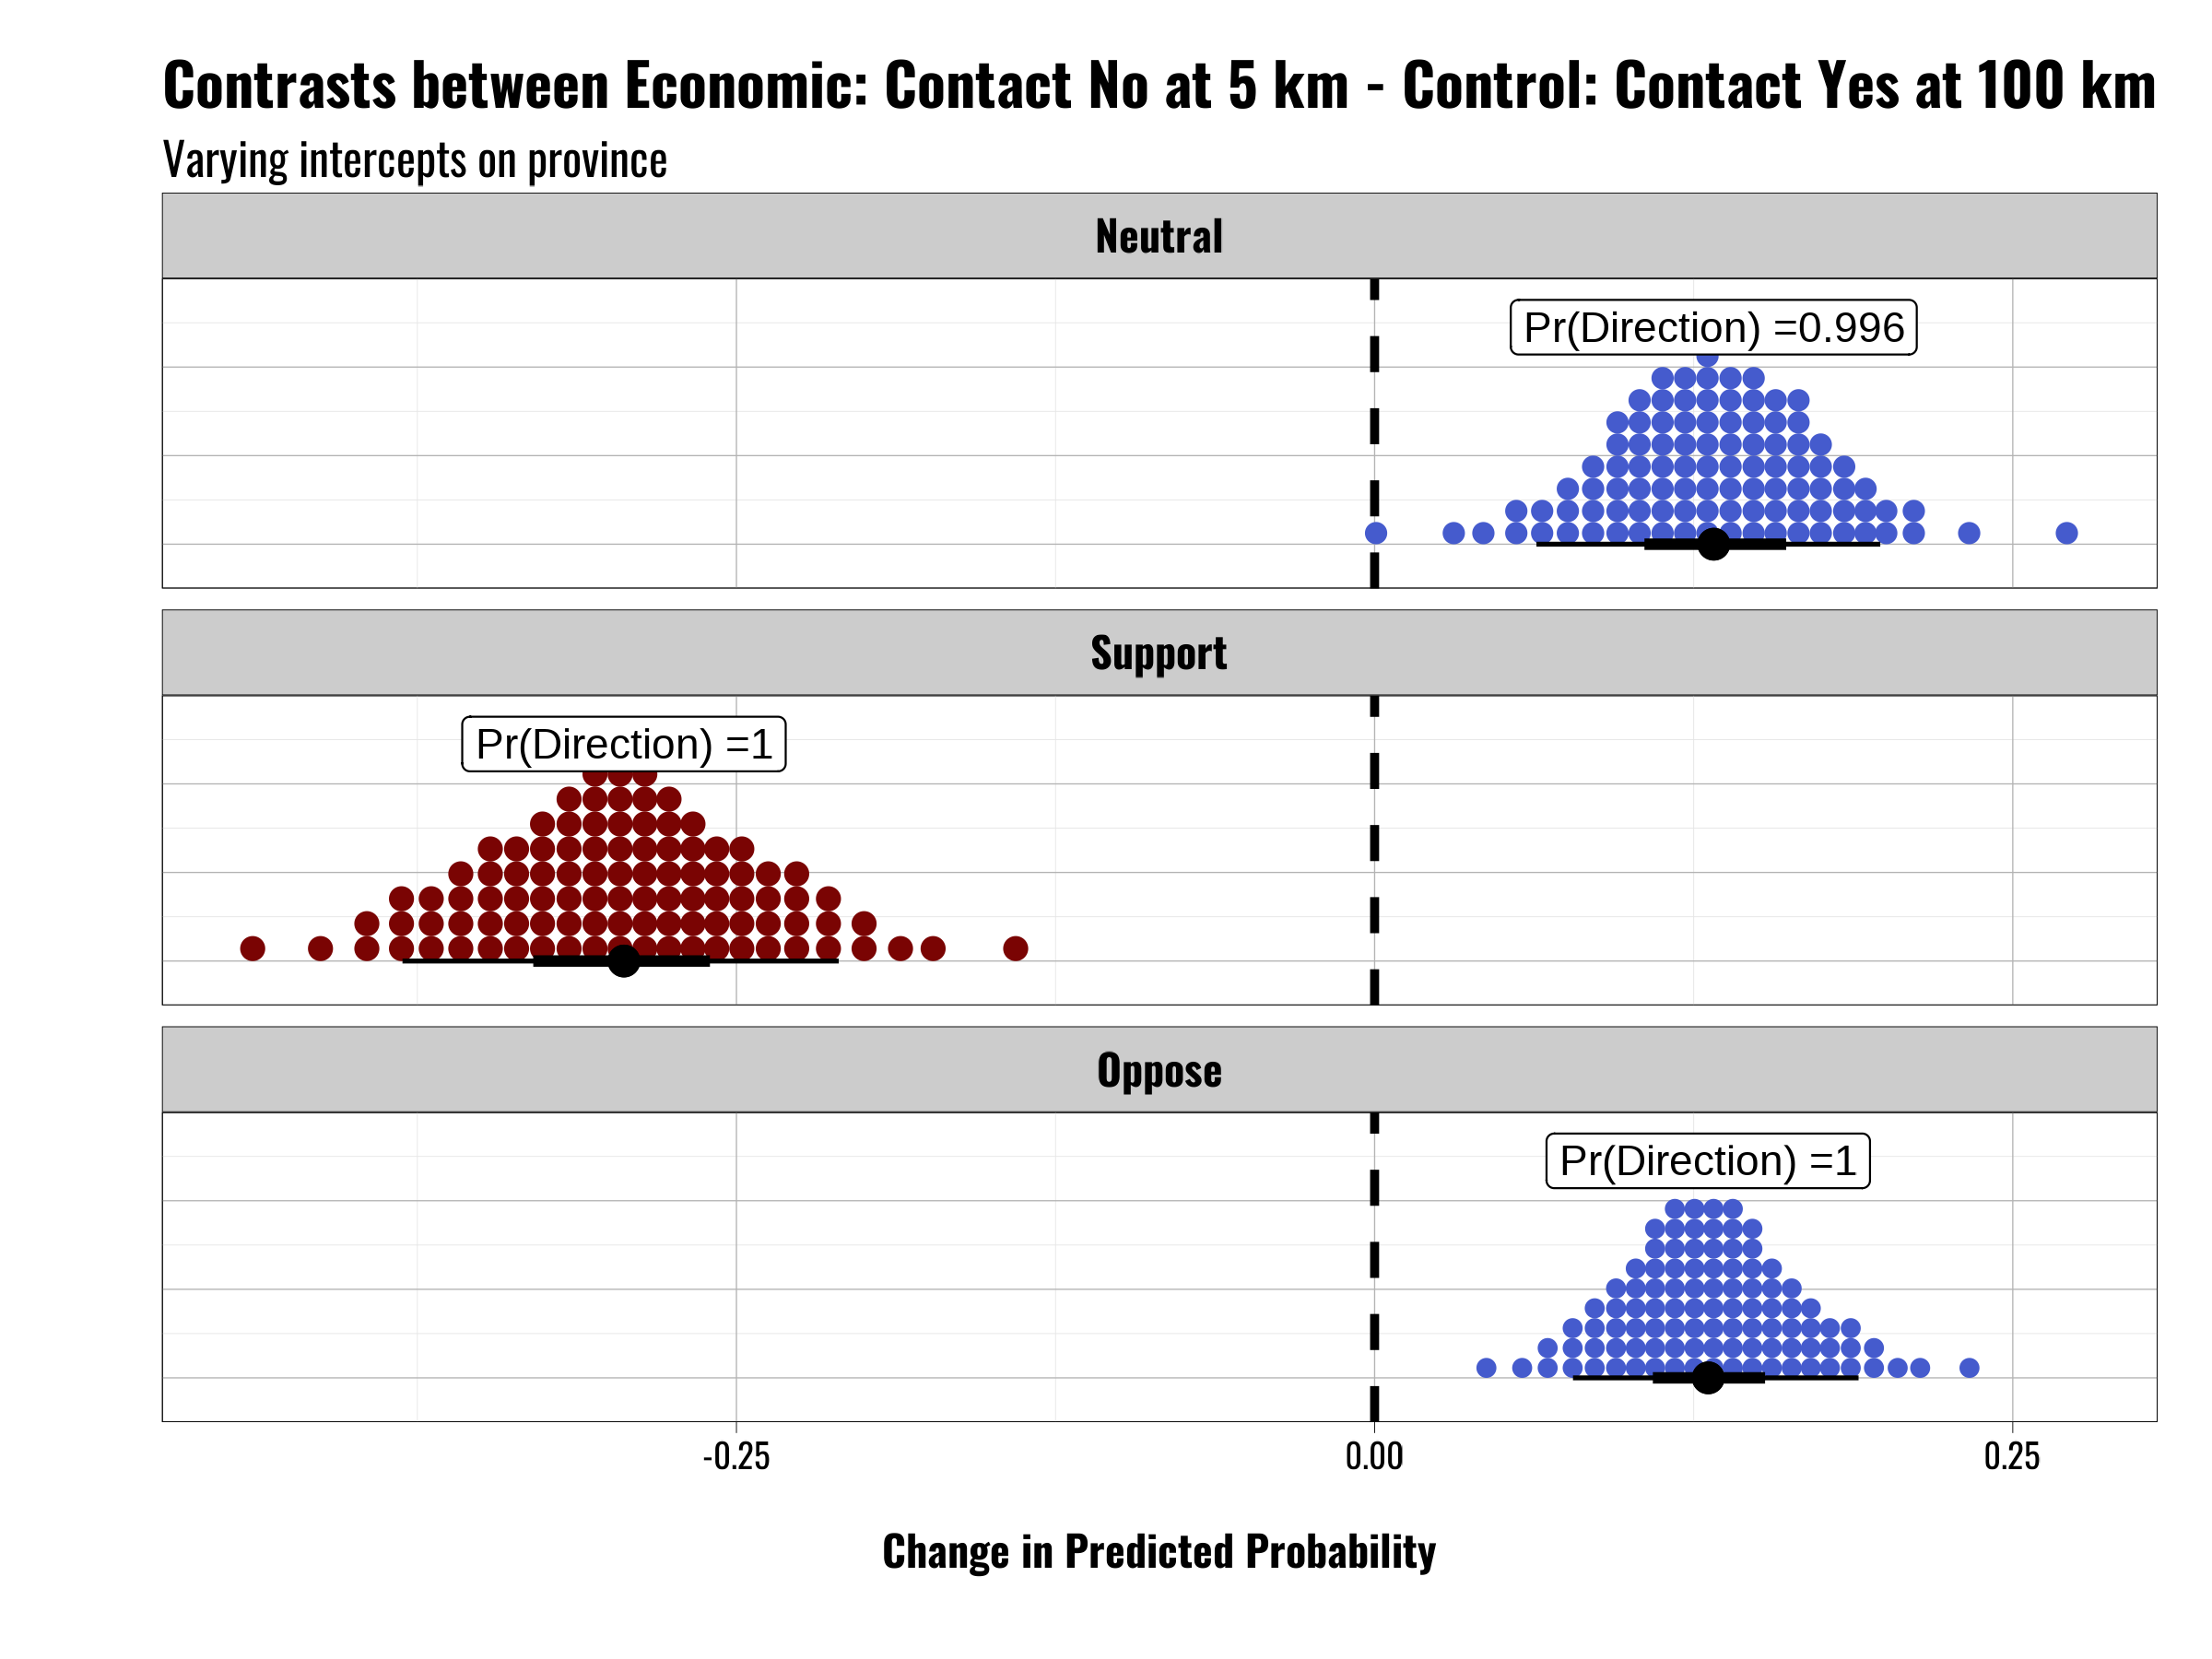 Contrasts between Economic: Contact No at 5 km - Control: Contact Yes at 100 km
Varying intercepts on province
Neutral
Pr(Direction) =0.996
Support
Pr(Direction) =1
Oppose
Pr(Direction) =1
-0.25 0.00 0.25
Change in Predicted Probability